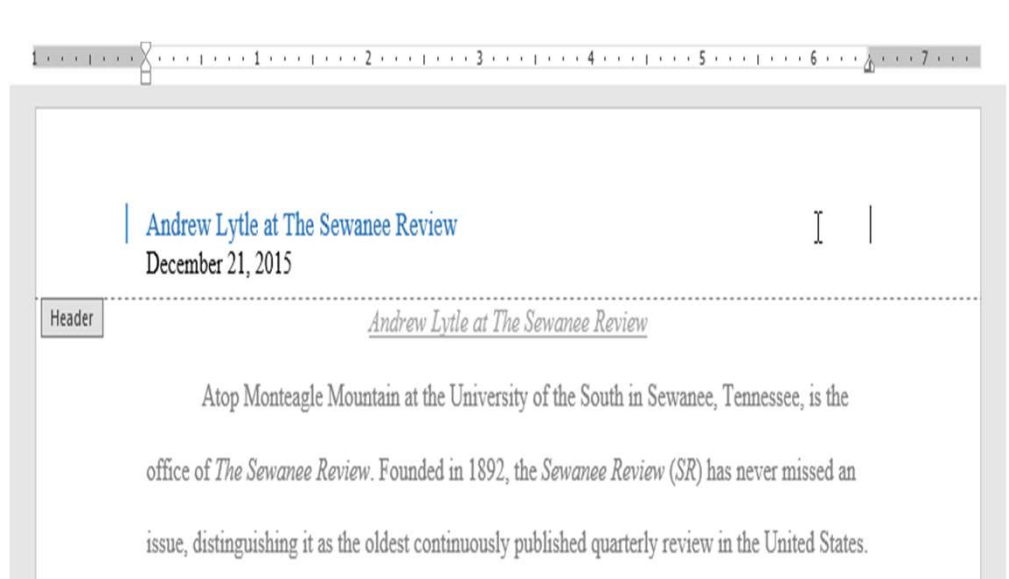 1 1 2 3 4 5 6 7
Andrew Lytle at The Sewanee Review
December 21, 2015
Header
Andrew Lytle at The Sewanee Review
Atop Monteagle Mountain at the University of the South in Sewanee, Tennessee, is the
office of The Sewanee Review. Founded in 1892, the Sewanee Review (SR) has never missed an
issue, distinguishing it as the oldest continuously published quarterly review in the United States.